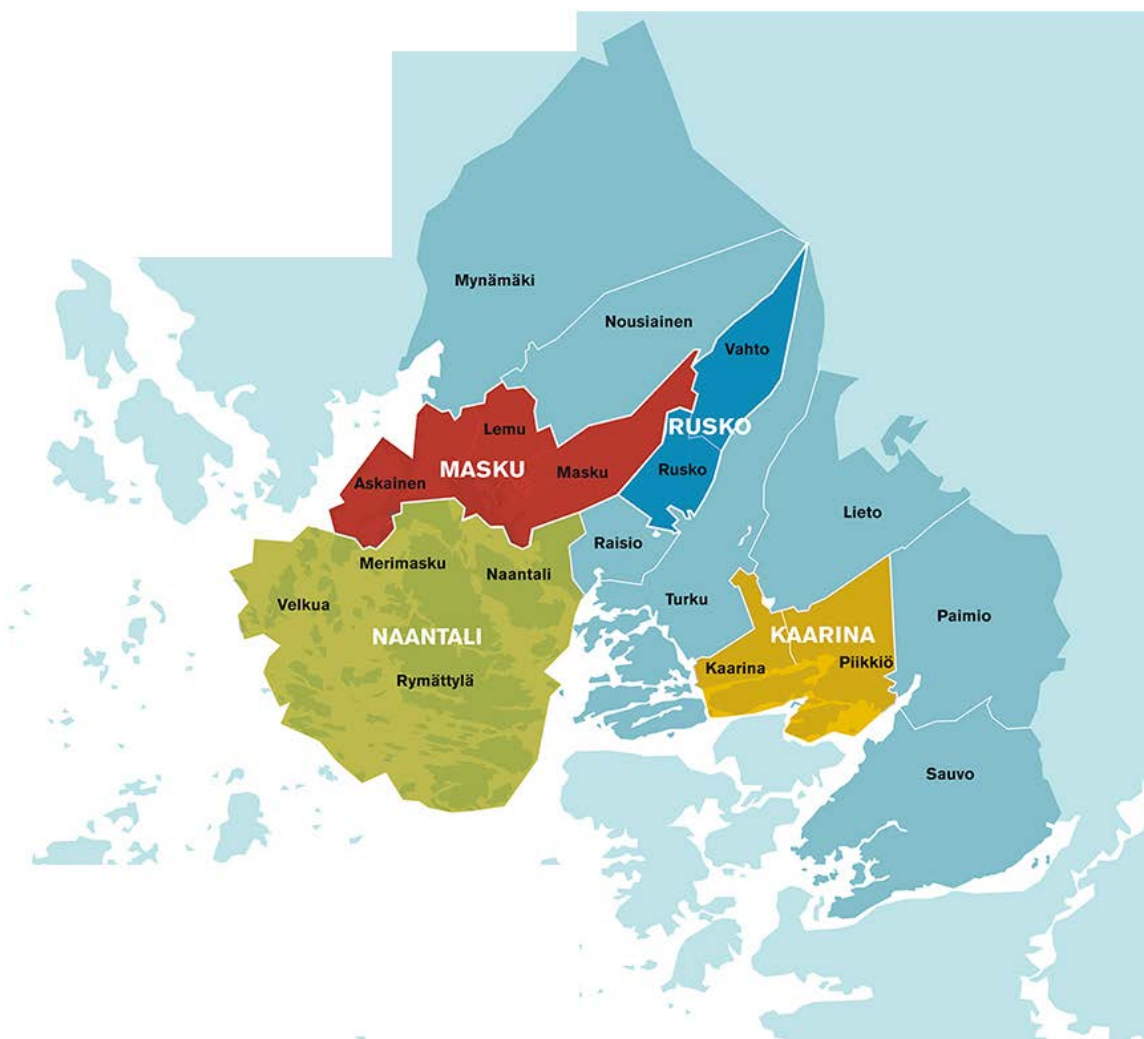 Mynämäki
Nousiainen
Vahto
Lemu
RUSKO
MASKU
Masku
Rusko
Askainen
Lieto
Raisio
Merimasku
Naantali
Velkua
Turku
Paimio
NAANTALI
KAARINA
Kaarina
Piikkiö
Rymättylä
Sauvo